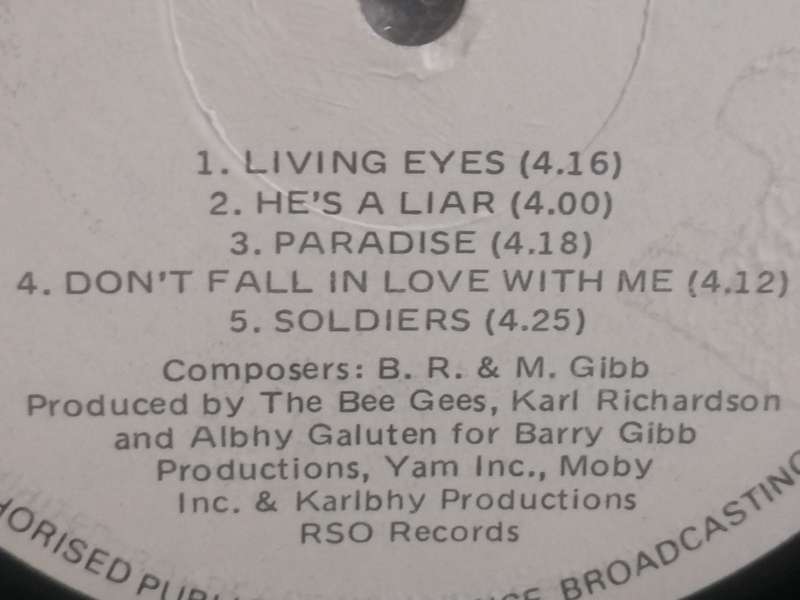 1. LIVING EYES (4.16)
2. HE'S A LIAR (4.00)
3. PARADISE (4.18)
4. DON'T FALL IN LOVE WITH ME (4.12)
5. SOLDIERS (4.25)
Composers: B. R. & M. Gibb
Produced by The Bee Gees, Karl Richardson
and Albhy Galuten for Barry Gibb
Productions, Yam Inc., Moby
Inc. & Karlbhy Productions
RSO Records
BROADCASTING